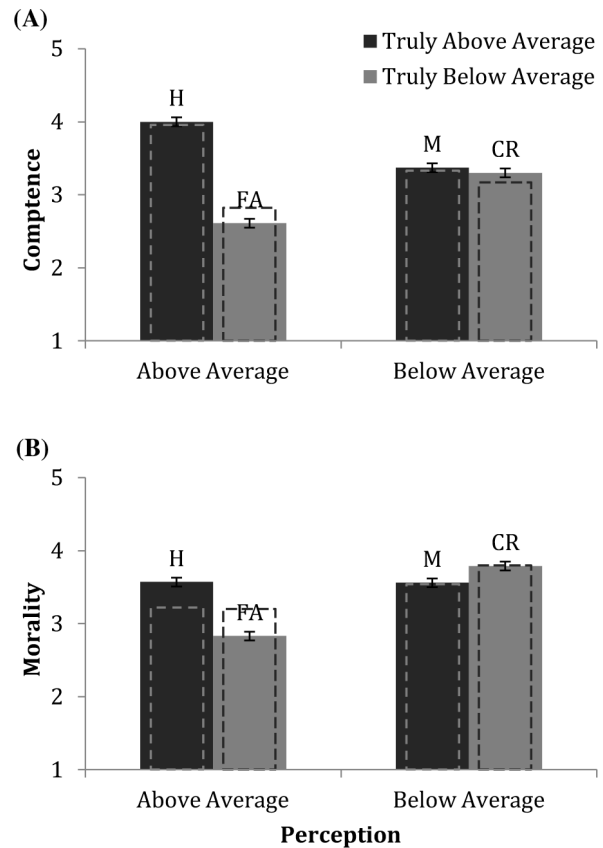 (A)
Truly Above Average
Truly Below Average
5
4
3
2
1
Comptence
H
FA
M
CR
Above Average
Below Average
(B)
5
4
3
2
1
Morality
H
FA
M
CR
Above Average
Below Average
Perception